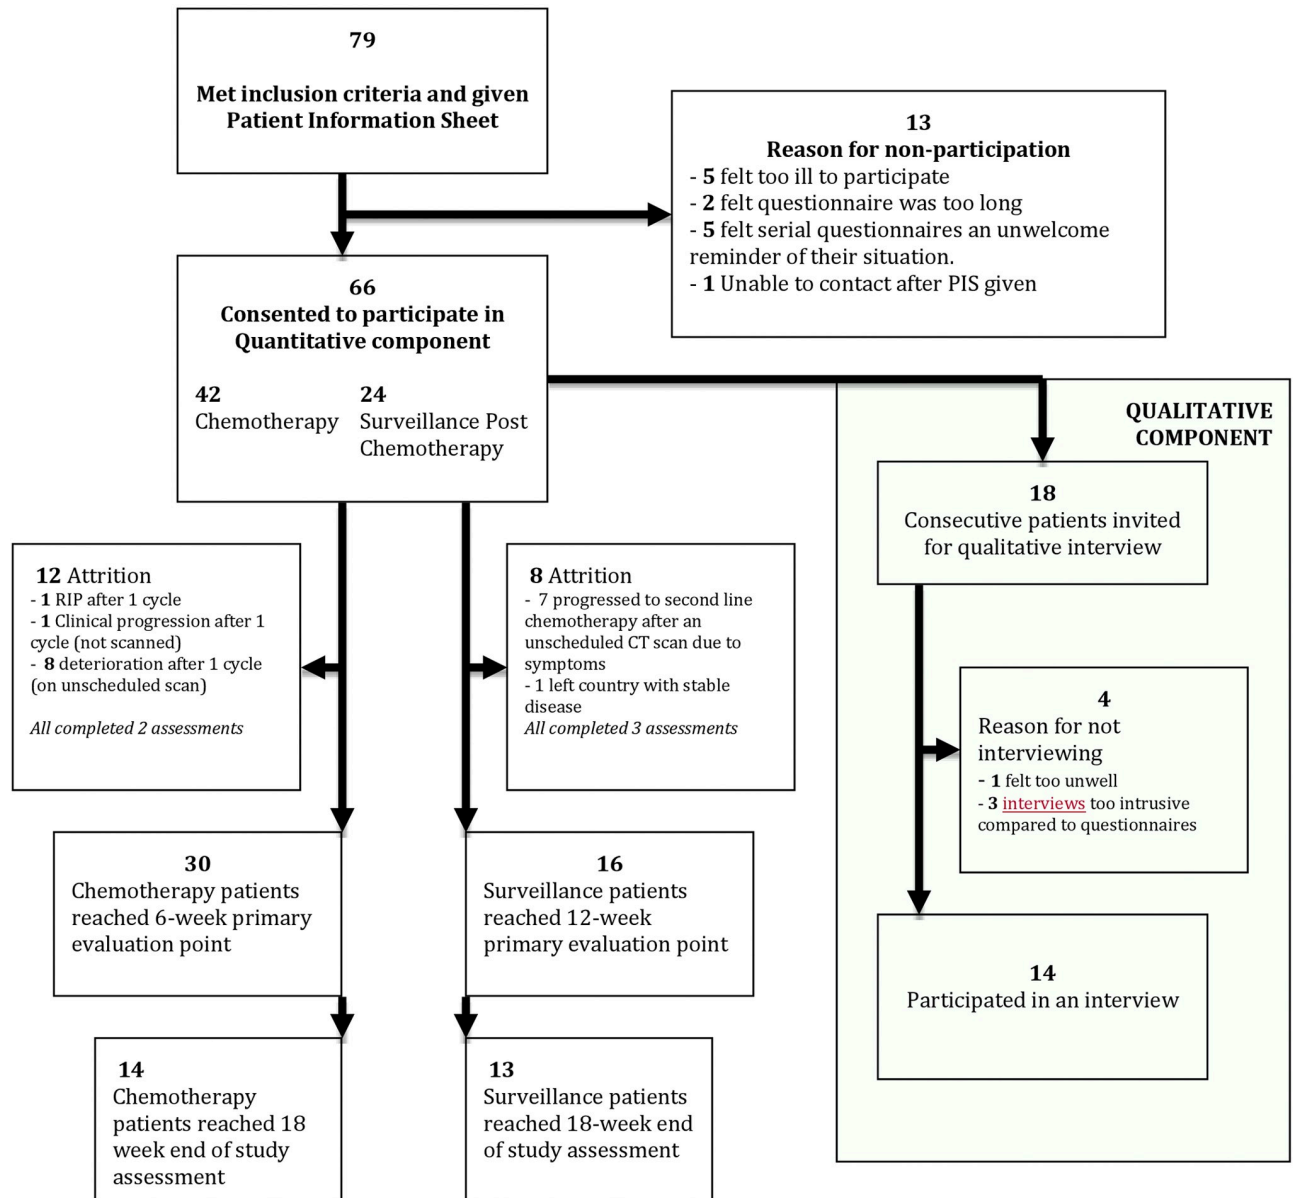 79
Met inclusion criteria and given
Patient Information Sheet
13
Reason for non-participation
- 5 felt too ill to participate
- 2 felt questionnaire was too long
- 5 felt serial questionnaires an unwelcome
reminder of their situation.
- 1 Unable to contact after PIS given
66
Consented to participate in
Quantitative component
42
Chemotherapy
24
Surveillance Post
Chemotherapy
QUALITATIVE
COMPONENT
18
Consecutive patients invited
for qualitative interview
12 Attrition
- 1 RIP after 1 cycle
- 1 Clinical progression after 1
cycle (not scanned)
- 8 deterioration after 1 cycle
(on unscheduled scan)
All completed 2 assessments
8 Attrition
- 7 progressed to second line
chemotherapy after an
unscheduled CT scan due to
symptoms
- 1 left country with stable
disease
All completed 3 assessments
4
Reason for not
interviewing
- 1 felt too unwell
- 3 interviews too intrusive
compared to questionnaires
30
Chemotherapy patients
reached 6-week primary
evaluation point
16
Surveillance patients
reached 12-week
primary evaluation point
14
Participated in an interview
14
Chemotherapy
patients reached 18
week end of study
assessment
13
Surveillance patients
reached 18-week end
of study assessment